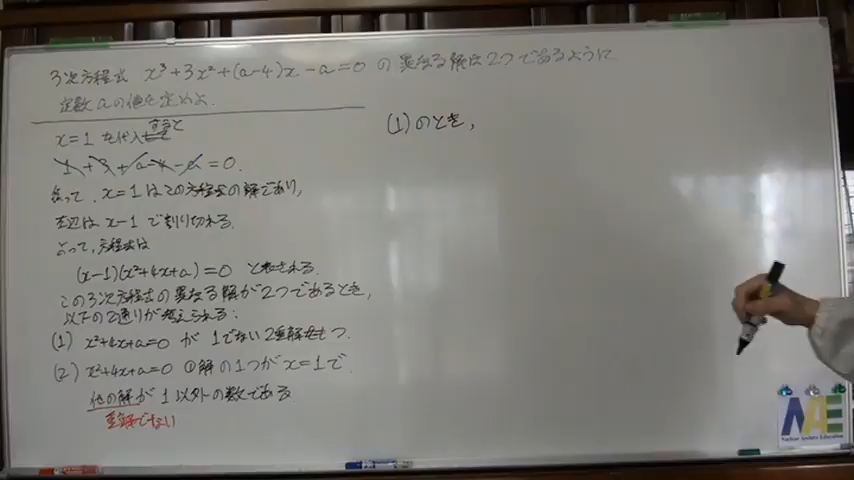 3次方程式 x³+3x²+(a-4)x-a=0 の異なる解は2つであるように
定数aの値を定めよ.
x=1 を代入すると
1+3+a-4-a=0.
よって, x=1はこの方程式の解であり,
左辺は x-1 で割り切れる.
よって, 方程式は
(x-1)(x²+4x+a)=0 と表される.
この3次方程式の異なる解が2つであるとき,
以下の2通りが考えられる:
(1) x²+4x+a=0 が 1でない2重解をもつ.
(2) x²+4x+a=0 の解の1つが x=1で
他の解が1以外の数である
重解でない
(1)のとき,
NAE
Nuclear Architects Education